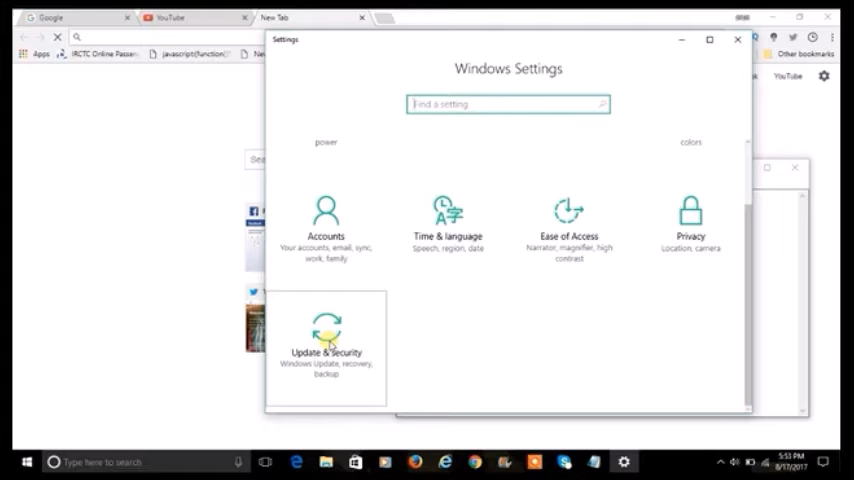 Google
YouTube
New Tab
Apps
IRCTC Online Passen
javascript(function()
Other bookmarks
YouTube
Settings
Windows Settings
Find a setting
power
colors
Accounts
Your accounts, email, sync,
work, family
Time & language
Speech, region, date
Ease of Access
Narrator, magnifier, high
contrast
Privacy
Location, camera
Update & security
Windows Update, recovery,
backup
Sea
Type here to search
5:53 PM
8/17/2017